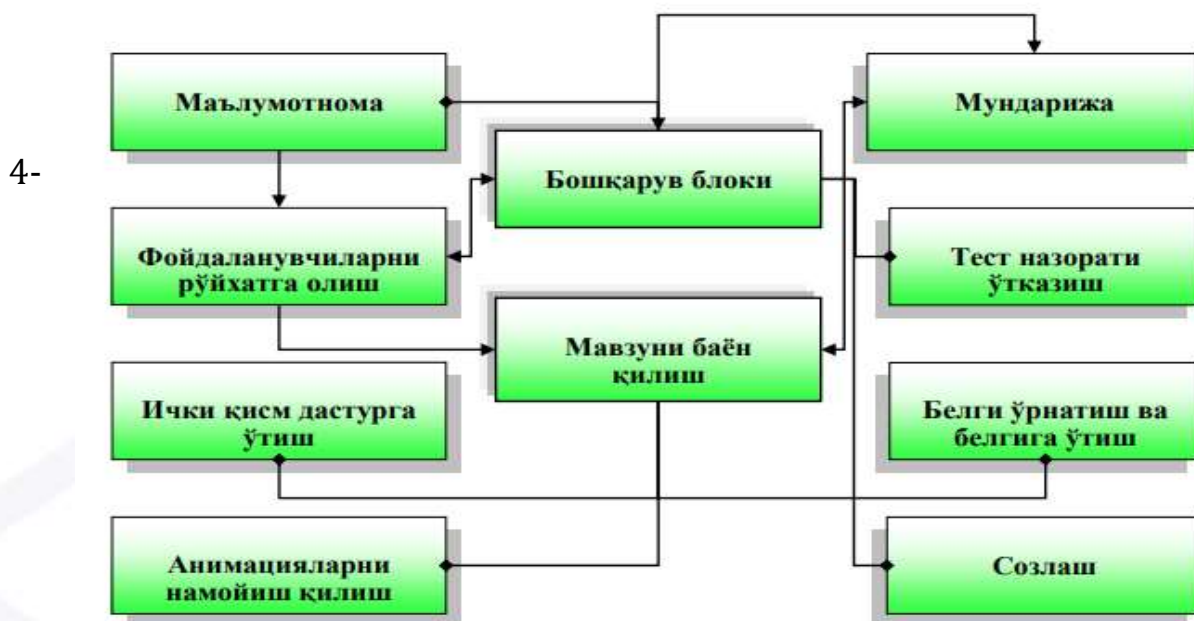 Маълумотнома
Мундарижа
4-
Бошқарув блоки
Фойдаланувчиларни
рўйхатга олиш
Тест назорати
ўтказиш
Мавзуни баён
қилиш
Ички қисм дастурга
ўтиш
Белги ўрнатиш ва
белгига ўтиш
Анимацияларни
намойиш қилиш
Созлаш